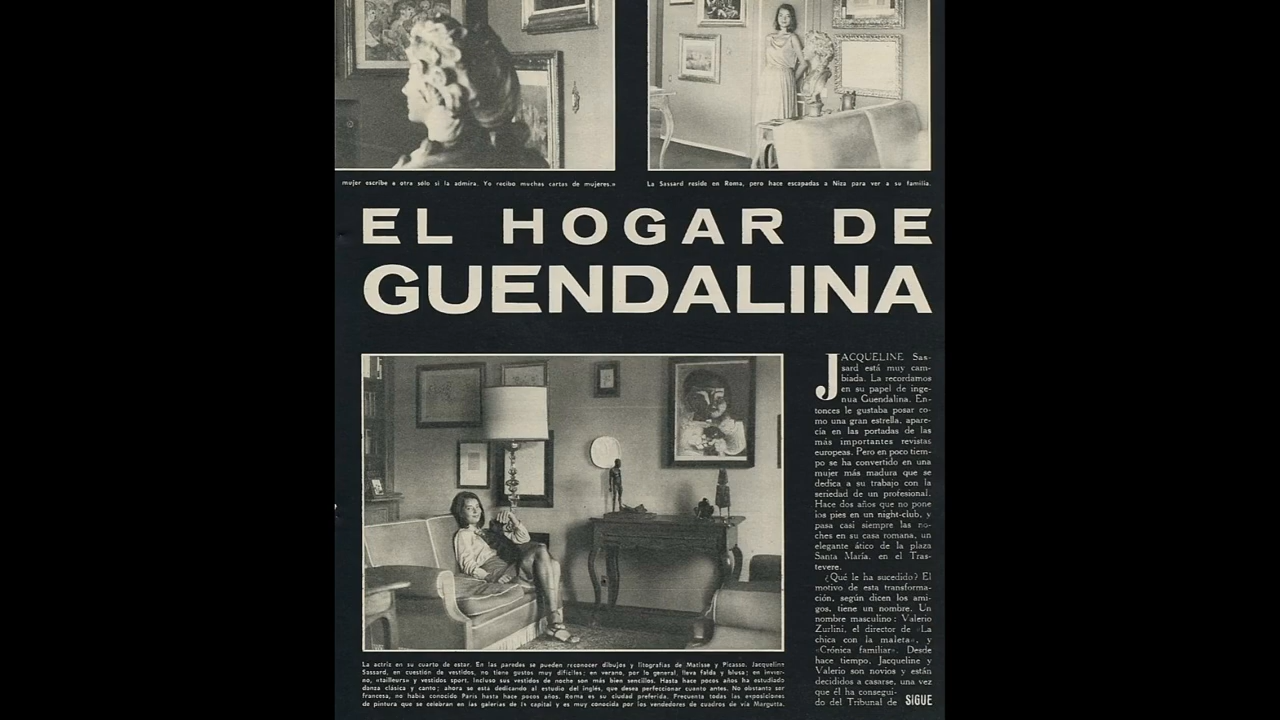 mujer escribe a otra sólo si la admira. Yo recibo muchas cartas de mujeres.»
La Sassard reside en Roma, pero hace escapadas a Niza para ver a su familia.
EL HOGAR DE
GUENDALINA
JACQUELINE Sas-
sard está muy cam-
biada. La recordamos
en su papel de inge-
nua Guendalina. En-
tonces le gustaba posar co-
mo una gran estrella, apare-
cía en las portadas de las
más importantes revistas
europeas. Pero en poco tiem-
po se ha convertido en una
mujer más madura que se
dedica a su trabajo con la
seriedad de un profesional.
Hace dos años que no pone
los pies en un night-club, y
pasa casi siempre las no-
ches en su casa romana, un
elegante ático de la plaza
Santa María, en el Tras-
tevere.
¿Qué le ha sucedido? El
motivo de esta transforma-
ción, según dicen los ami-
gos, tiene un nombre. Un
nombre masculino: Valerio
Zurlini, el director de «La
chica con la maleta», y
«Crónica familiar». Desde
hace tiempo, Jacqueline y
Valerio son novios y están
decididos a casarse, una vez
que él ha consegui-
do del Tribunal de SIGUE
La actriz en su cuarto de estar. En las paredes se pueden reconocer dibujos y litografías de Matisse y Picasso. Jacqueline
Sassard, en cuestión de vestidos, no tiene gustos muy difíciles: en verano, por lo general, lleva falda y blusa; en invier-
no, «tailleurs» y vestidos sport. Incluso sus vestidos de noche son más bien sencillos. Hasta hace pocos años ha estudiado
danza clásica y canto; ahora se está dedicando al estudio del inglés, que desea perfeccionar cuanto antes. No obstante ser
francesa, no había conocido París hasta hace pocos años. Roma es su ciudad preferida. Frecuenta todas las exposiciones
de pintura que se celebran en las galerías de la capital y es muy conocida por los vendedores de cuadros de vía Margutta.